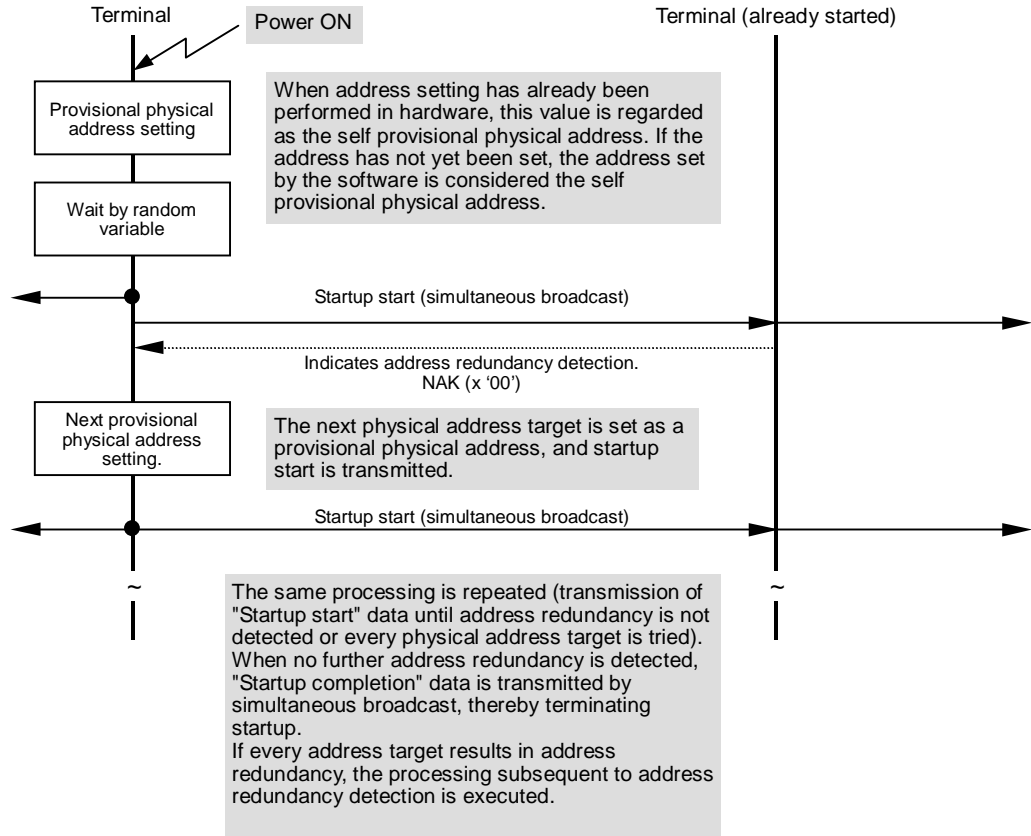 Terminal
Terminal (already started)
Power ON
Provisional physical
address setting
When address setting has already been
performed in hardware, this value is regarded
as the self provisional physical address. If the
address has not yet been set, the address set
by the software is considered the self
provisional physical address.
Wait by random
variable
Startup start (simultaneous broadcast)
Indicates address redundancy detection.
NAK (x ‘00’)
Next provisional
physical address
setting.
The next physical address target is set as a
provisional physical address, and startup
start is transmitted.
Startup start (simultaneous broadcast)
~
~
The same processing is repeated (transmission of
"Startup start" data until address redundancy is not
detected or every physical address target is tried).
When no further address redundancy is detected,
"Startup completion" data is transmitted by
simultaneous broadcast, thereby terminating
startup.
If every address target results in address
redundancy, the processing subsequent to address
redundancy detection is executed.